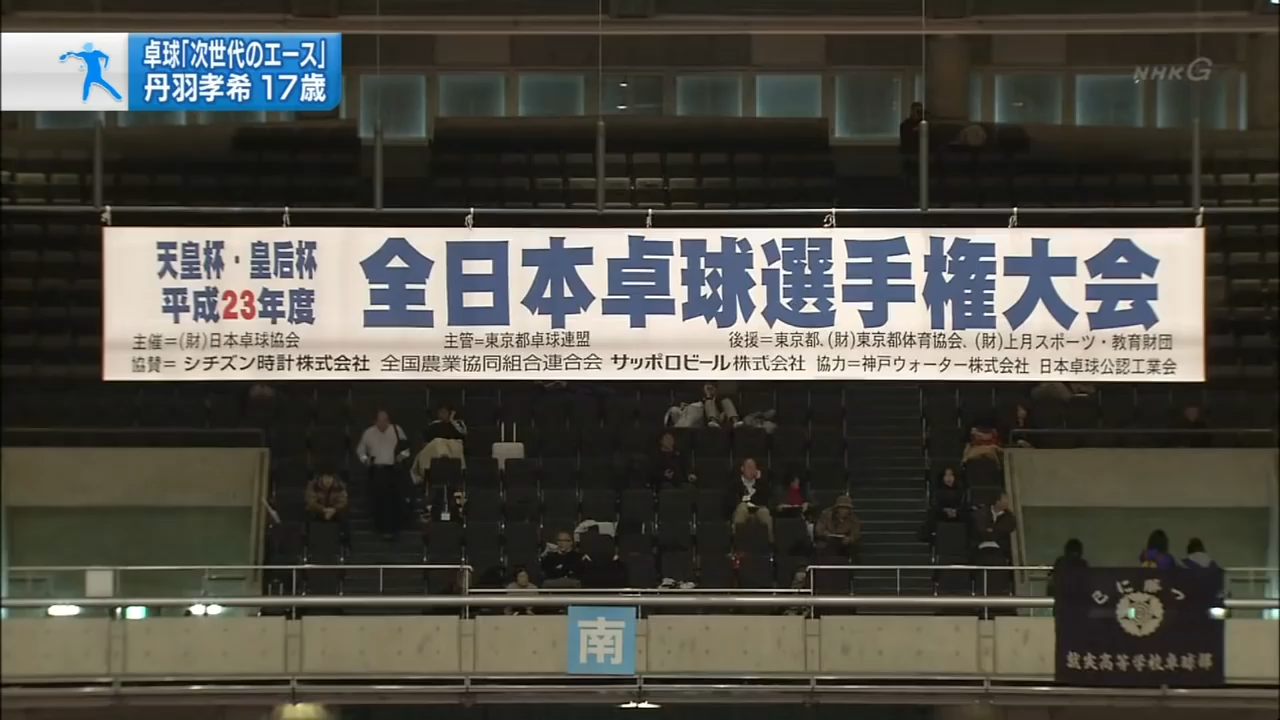 卓球「次世代のエース」
丹羽孝希 17歳
NHK G
天皇杯・皇后杯
平成23年度
全日本卓球選手権大会
主催=(財)日本卓球協会 主管=東京都卓球連盟 後援=東京都、(財)東京都体育協会、(財)上月スポーツ・教育財団
協賛=シチズン時計株式会社 全国農業協同組合連合会 サッポロビール株式会社 協力=神戸ウォーター株式会社 日本卓球公認工業会
南
己に勝つ
就実高等学校卓球部